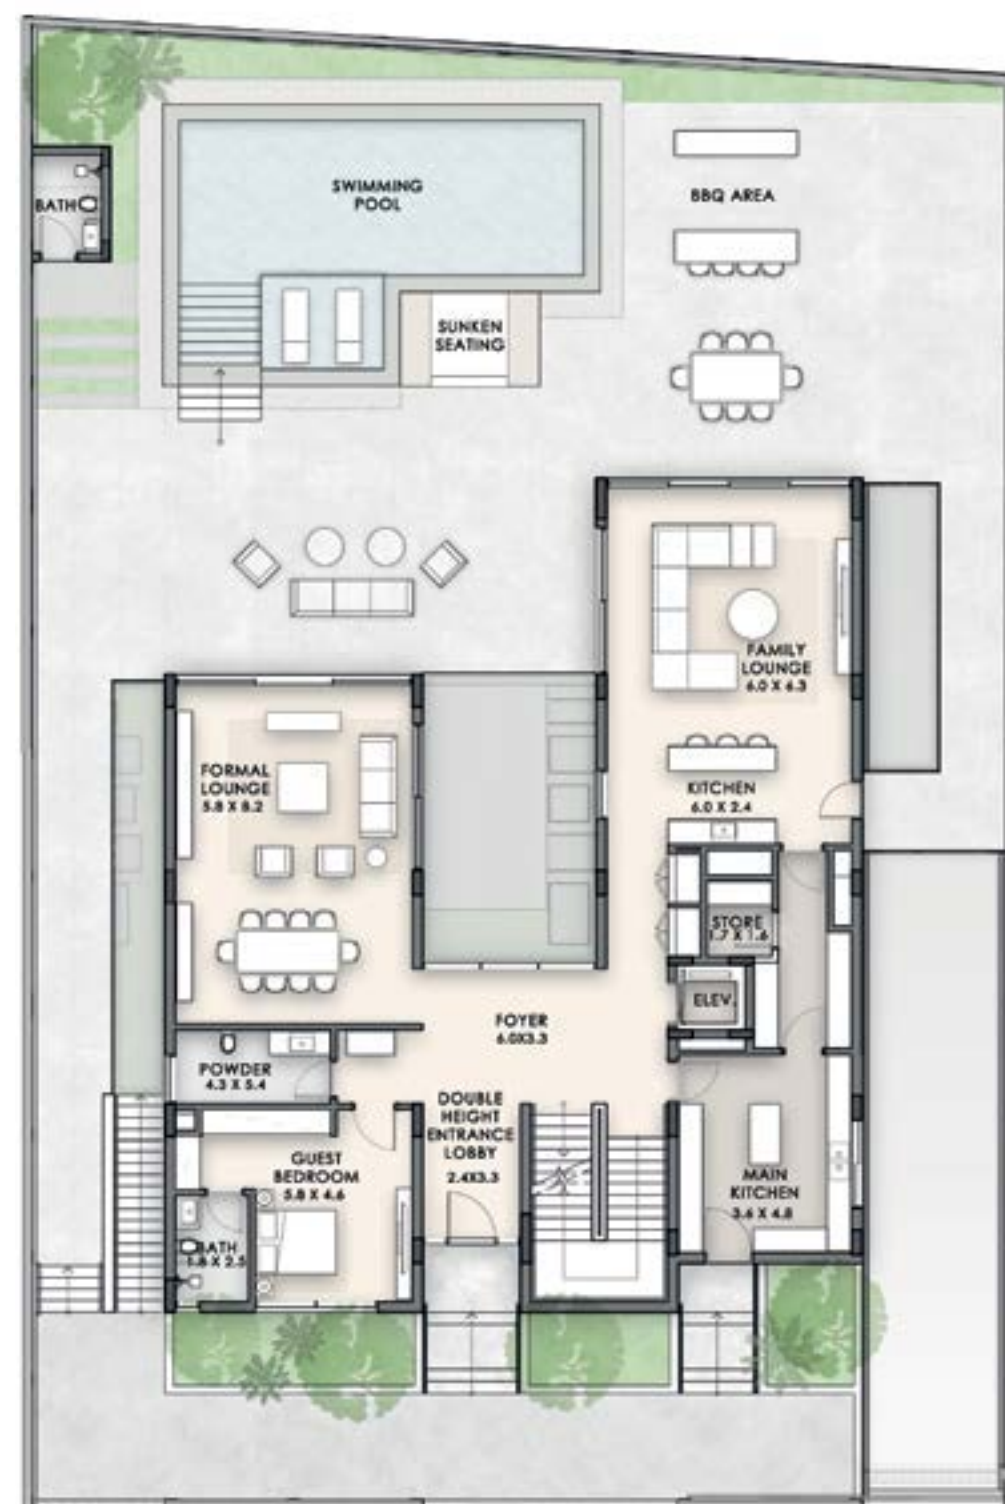 SWIMMING
POOL
BBQ AREA
BATH
SUNKEN
SEATING
FAMILY
LOUNGE
6.0 X 6.3
FORMAL
LOUNGE
5.8 X 8.2
KITCHEN
6.0 X 2.4
STORE
1.7 X 1.6
ELEV.
FOYER
6.0X3.3
POWDER
4.3 X 5.4
DOUBLE
HEIGHT
ENTRANCE
LOBBY
2.4X3.3
GUEST
BEDROOM
5.8 X 4.6
MAIN
KITCHEN
3.6 X 4.8
BATH
1.8 X 2.5